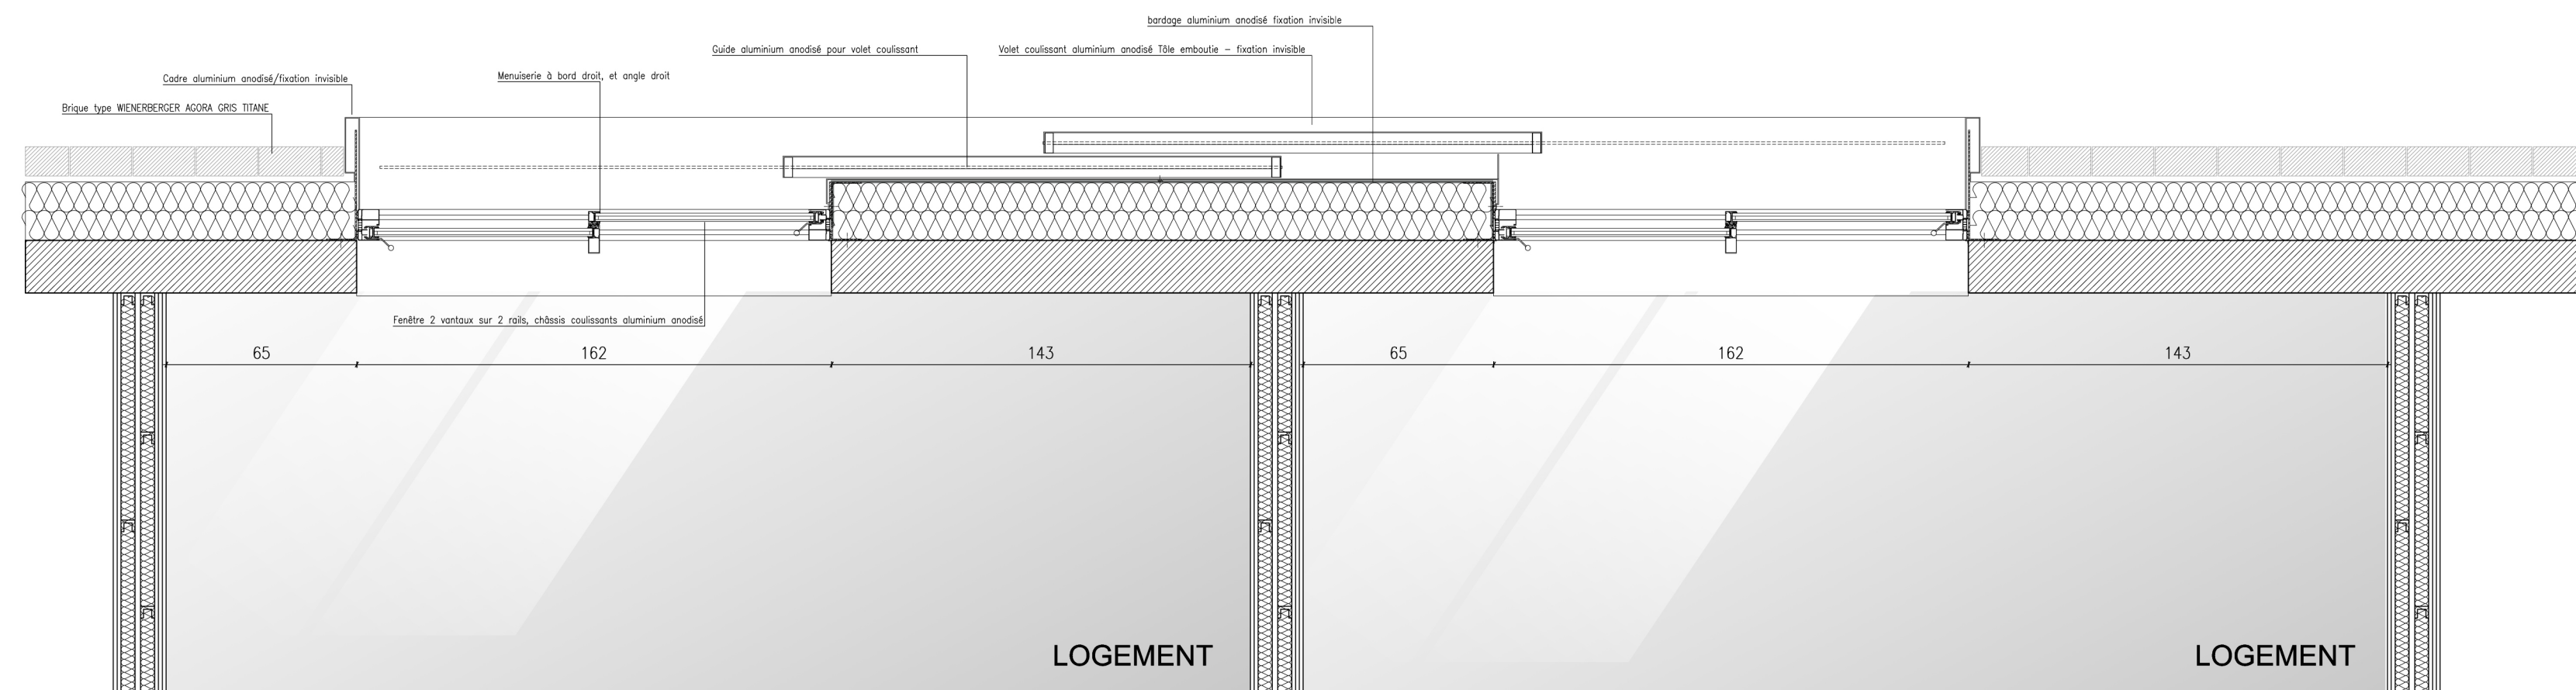 bardage aluminium anodisé fixation invisible
Guide aluminium anodisé pour volet coulissant
Volet coulissant aluminium anodisé Tôle emboutie - fixation invisible
Menuiserie à bord droit, et angle droit
Cadre aluminium anodisé/fixation invisible
Brique type WIENERBERGER AGORA GRIS TITANE
Fenêtre 2 vantaux sur 2 rails, châssis coulissants aluminium anodisé
65 162 143 65 162 143
LOGEMENT LOGEMENT